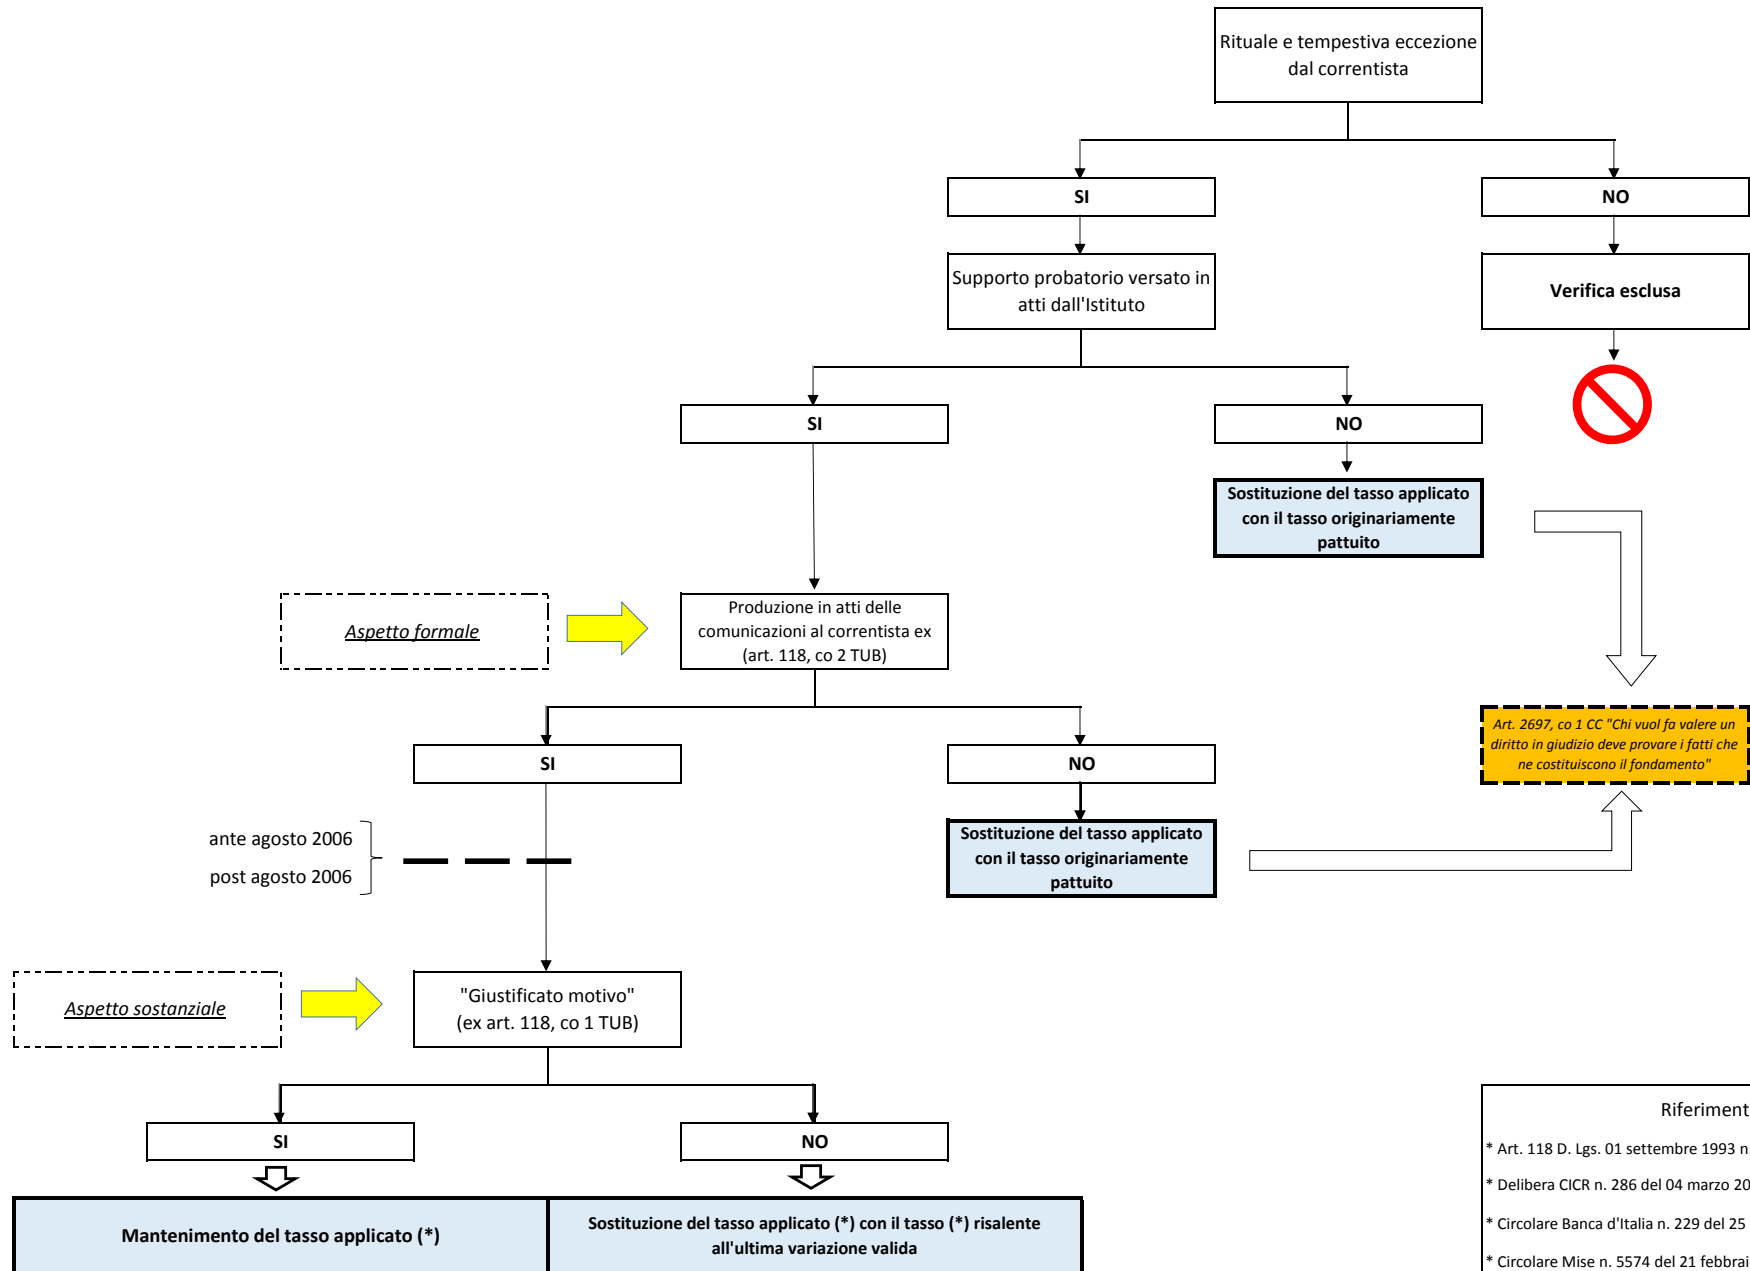 Rituale e tempestiva eccezione
dal correntista
SI
NO
Supporto probatorio versato in
atti dall'Istituto
Verifica esclusa
SI
NO
Sostituzione del tasso applicato
con il tasso originariamente
pattuito
Aspetto formale
Produzione in atti delle
comunicazioni al correntista ex
(art. 118, co 2 TUB)
Art. 2697, co 1 CC "Chi vuol fa valere un
diritto in giudizio deve provare i fatti che
ne costituiscono il fondamento"
SI
NO
ante agosto 2006
post agosto 2006
Sostituzione del tasso applicato
con il tasso originariamente
pattuito
Aspetto sostanziale
"Giustificato motivo"
(ex art. 118, co 1 TUB)
SI
NO
Mantenimento del tasso applicato (*)
Sostituzione del tasso applicato (*) con il tasso (*) risalente
all'ultima variazione valida
Riferiment
* Art. 118 D. Lgs. 01 settembre 1993 n
* Delibera CICR n. 286 del 04 marzo 20
* Circolare Banca d'Italia n. 229 del 25
* Circolare Mise n. 5574 del 21 febbrai